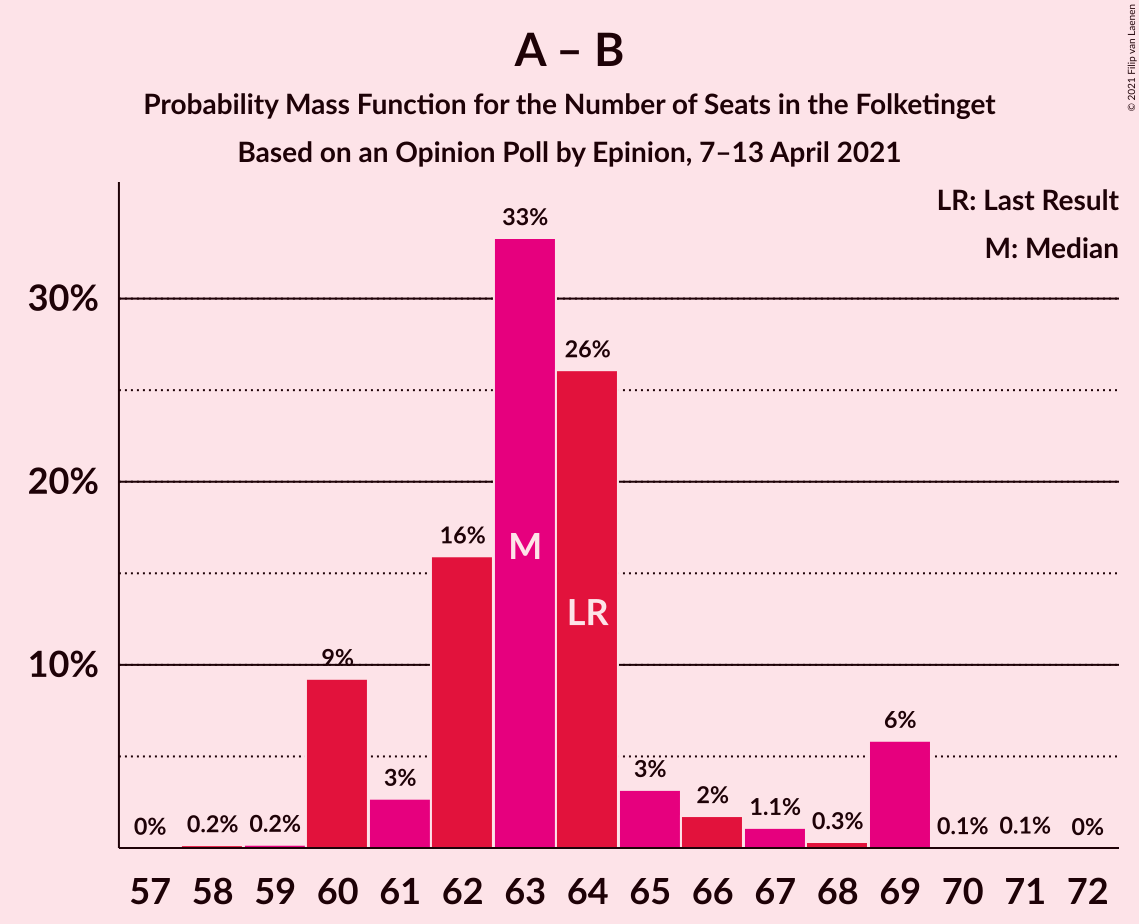 A – B
Probability Mass Function for the Number of Seats in the Folketinget
Based on an Opinion Poll by Epinion, 7–13 April 2021
© 2021 Filip van Laenen
LR: Last Result
M: Median
33%
30%
26%
20%
16%
M
LR
10%
9%
6%
3%
3%
2%
1.1%
0%
0.2%
0.2%
0.3%
0.1%
0.1%
0%
57 58 59 60 61 62 63 64 65 66 67 68 69 70 71 72